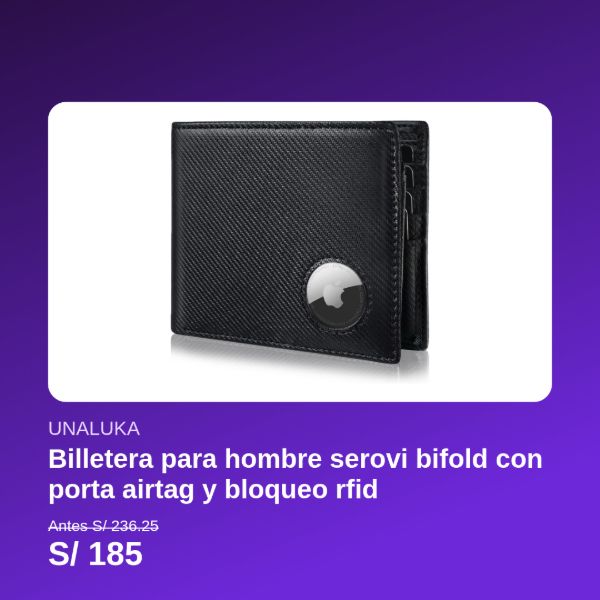 UNALUKA
Billetera para hombre serovi bifold con
porta airtag y bloqueo rfid
Antes S/ 236.25
S/ 185